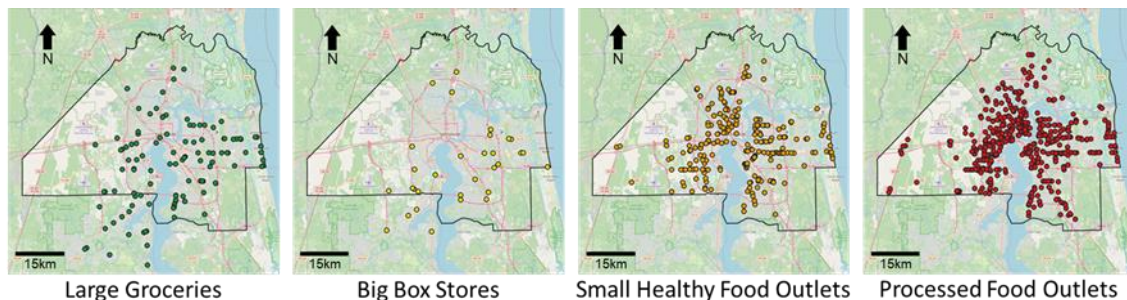 N
N
N
N
15km
15km
15km
15km
Large Groceries
Big Box Stores
Small Healthy Food Outlets
Processed Food Outlets